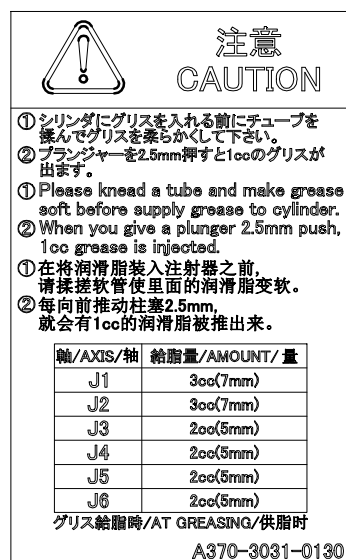 注意
CAUTION
① シリンダにグリスを入れる前にチューブを
揉んでグリスを柔らかくして下さい。
② プランジャーを2.5mm押すと1ccのグリスが
出ます。
① Please knead a tube and make grease
soft before supply grease to cylinder.
② When you give a plunger 2.5mm push,
1cc grease is injected.
① 在将润滑脂装入注射器之前,
请揉搓软管使里面的润滑脂变软。
② 每向前推动柱塞2.5mm,
就会有1cc的润滑脂被推出来。
軸/AXIS/轴 給脂量/AMOUNT/量
J1 3cc(7mm)
J2 3cc(7mm)
J3 2cc(5mm)
J4 2cc(5mm)
J5 2cc(5mm)
J6 2cc(5mm)
グリス給脂時/AT GREASING/供脂时
A370-3031-0130